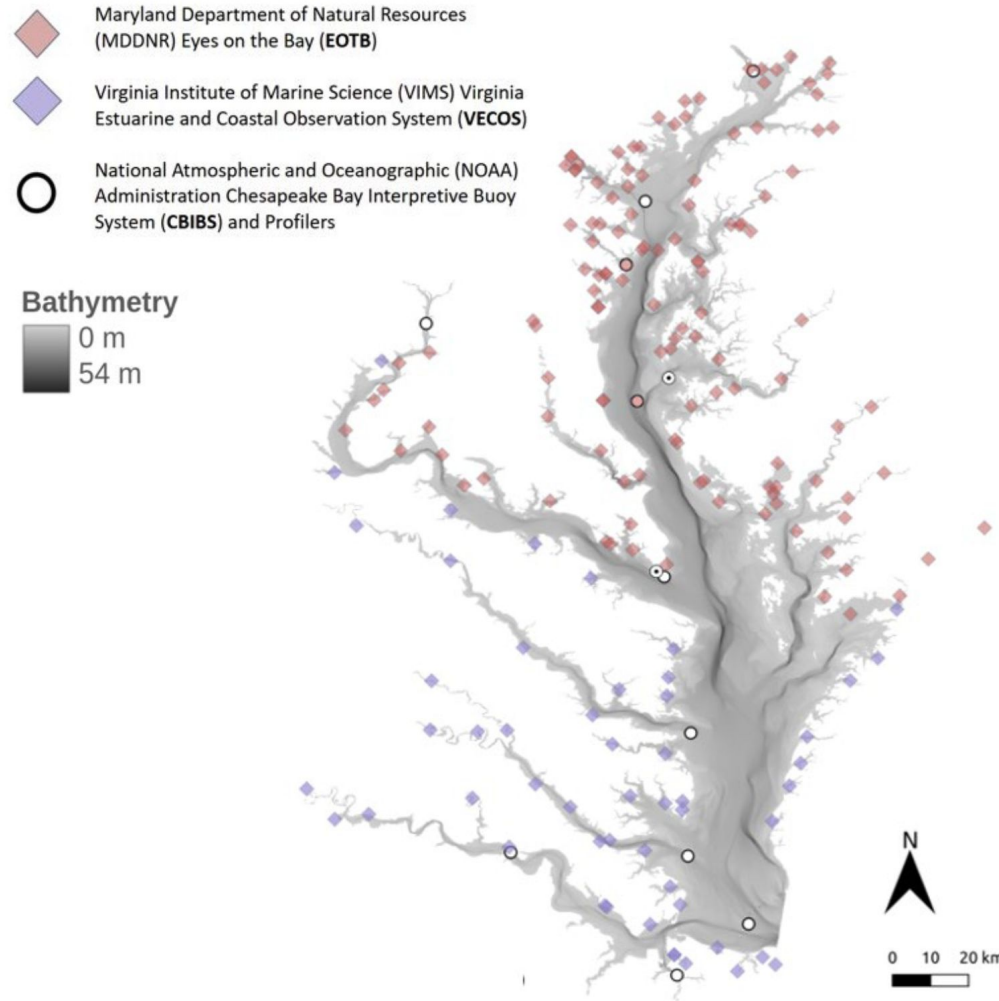 Maryland Department of Natural Resources
(MDDNR) Eyes on the Bay (EOTB)
Virginia Institute of Marine Science (VIMS) Virginia
Estuarine and Coastal Observation System (VECOS)
National Atmospheric and Oceanographic (NOAA)
Administration Chesapeake Bay Interpretive Buoy
System (CBIBS) and Profilers
Bathymetry
0 m
54 m
N
0 10 20 km